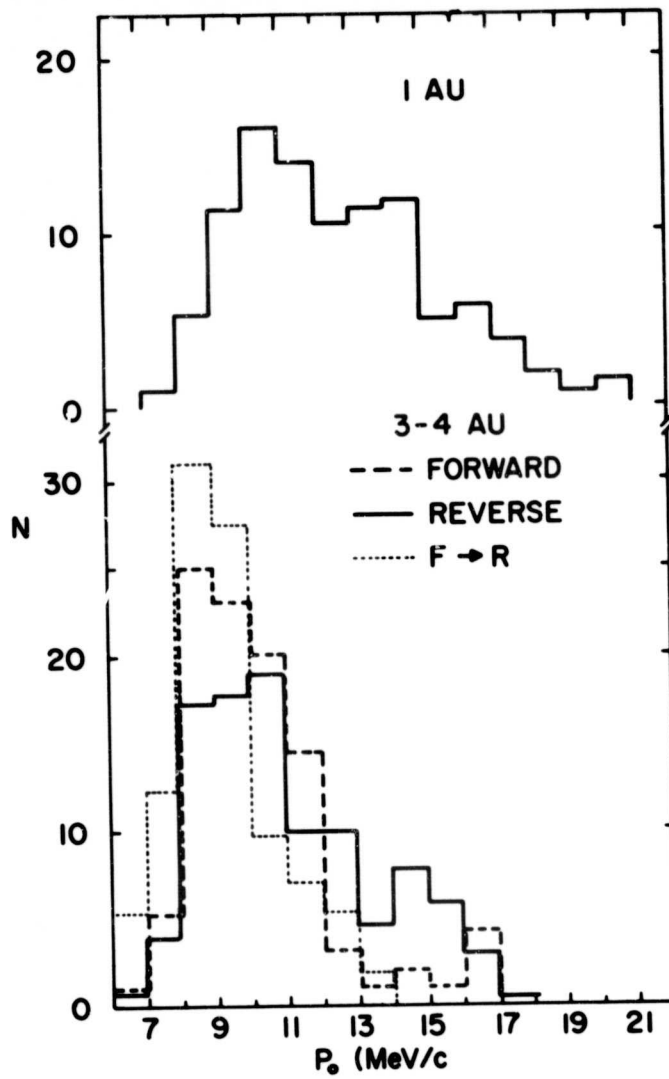 20
1 AU
10
0
3-4 AU
FORWARD
30
N
REVERSE
F → R
20
10
0
7 9 11 13 15 17 19 21
P₀ (MeV/c